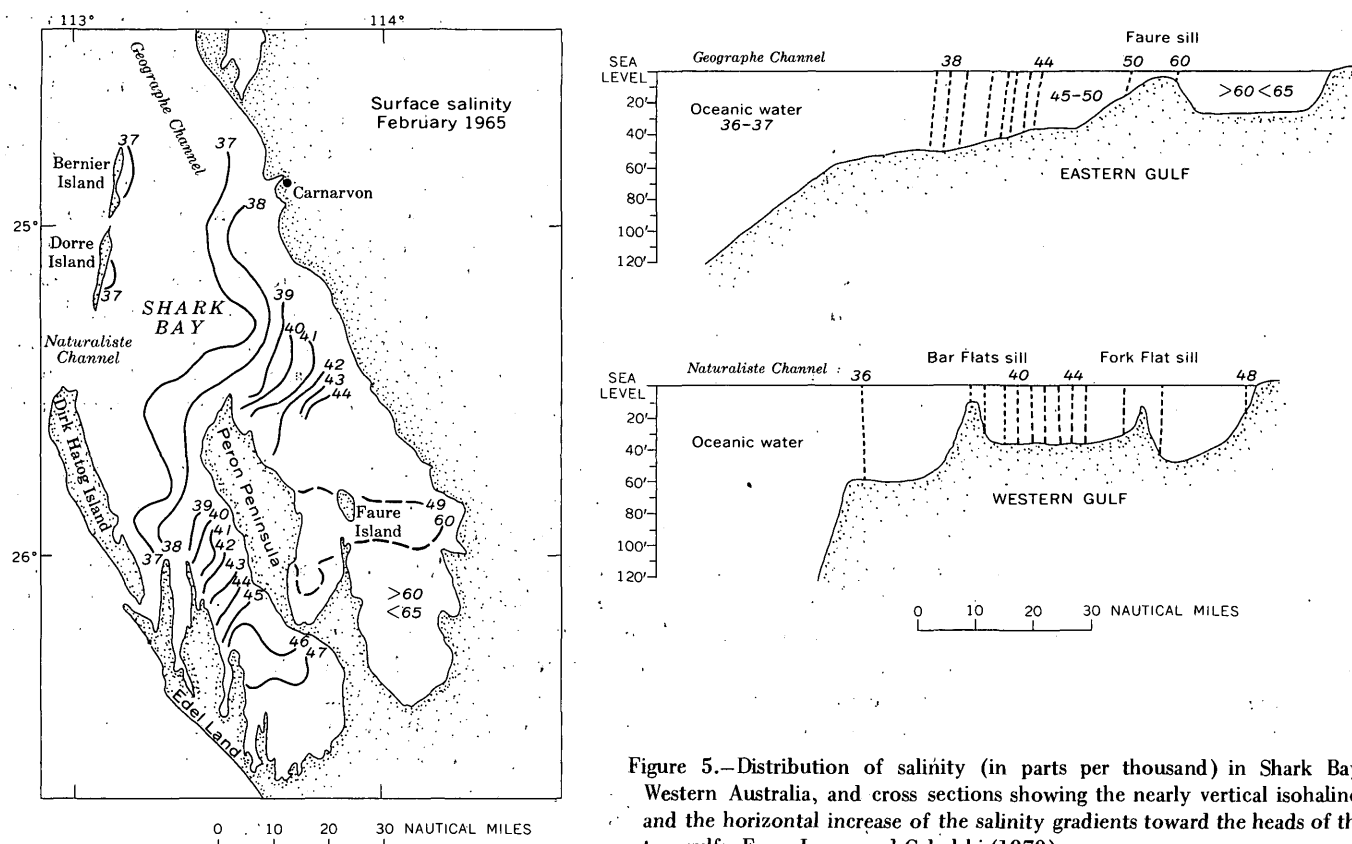 113° 114°
Geographe Channel
Surface salinity
February 1965
37
37
Bernier
Island
Carnarvon
38
25°
Dorre
Island
37
39
SHARK
BAY
40
41
Naturaliste
Channel
42
43
44
Dirk Hatog Island
Peron Peninsula
49
39
40
60
Faure
Island
41
38
42
26°
37
43
44
>60
<65
45
46
47
Edel Land
0 10 20 30 NAUTICAL MILES
Faure sill
SEA
LEVEL
Geographe Channel
38 44 50 60
20'
40'
60'
80'
100'
120'
Oceanic water
36-37
45-50
>60 <65
EASTERN GULF
Naturaliste Channel
Bar Flats sill
Fork Flat sill
SEA
LEVEL
36 40 44 48
20'
40'
60'
80'
100'
120'
Oceanic water
WESTERN GULF
0 10 20 30 NAUTICAL MILES
Figure 5.—Distribution of salinity (in parts per thousand) in Shark Bay
Western Australia, and cross sections showing the nearly vertical isohaline
and the horizontal increase of the salinity gradients toward the heads of th